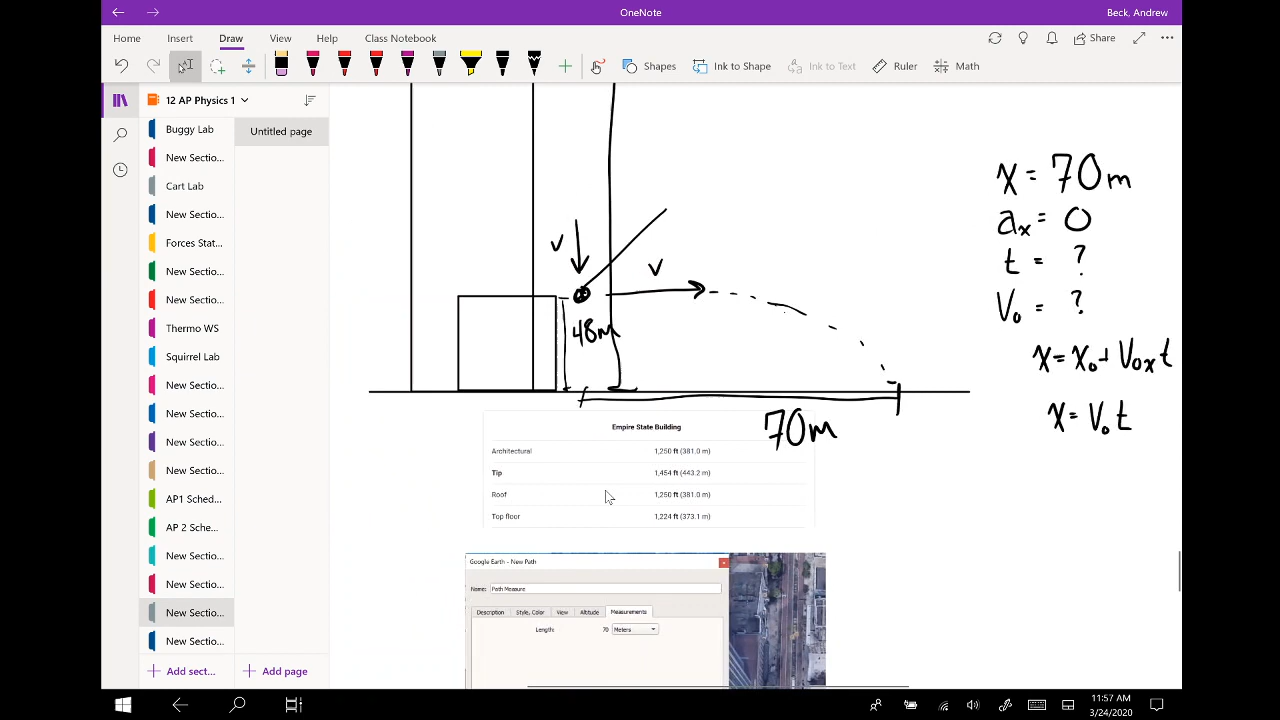 OneNote
Beck, Andrew
Home
Insert
Draw
View
Help
Class Notebook
Share
Shapes
Ink to Shape
Ink to Text
Ruler
Math
12 AP Physics 1
Untitled page
Buggy Lab
New Sectio...
Cart Lab
New Sectio...
Forces Stat...
New Sectio...
New Sectio...
Thermo WS
Squirrel Lab
New Sectio...
New Sectio...
New Sectio...
New Sectio...
AP1 Sched...
AP 2 Sche...
New Sectio...
New Sectio...
New Sectio...
New Sectio...
Add sect...
Add page
v
v
48m
70m
x = 70m
ax = 0
t = ?
V₀ = ?
x = x₀ + V₀x t
x = V₀ t
Empire State Building
Architectural 1,250 ft (381.0 m)
Tip 1,454 ft (443.2 m)
Roof 1,250 ft (381.0 m)
Top floor 1,224 ft (373.1 m)
Google Earth - New Path
Name: Path Measure
Description Style, Color View Altitude Measurements
Length: 70 Meters
11:57 AM
3/24/2020